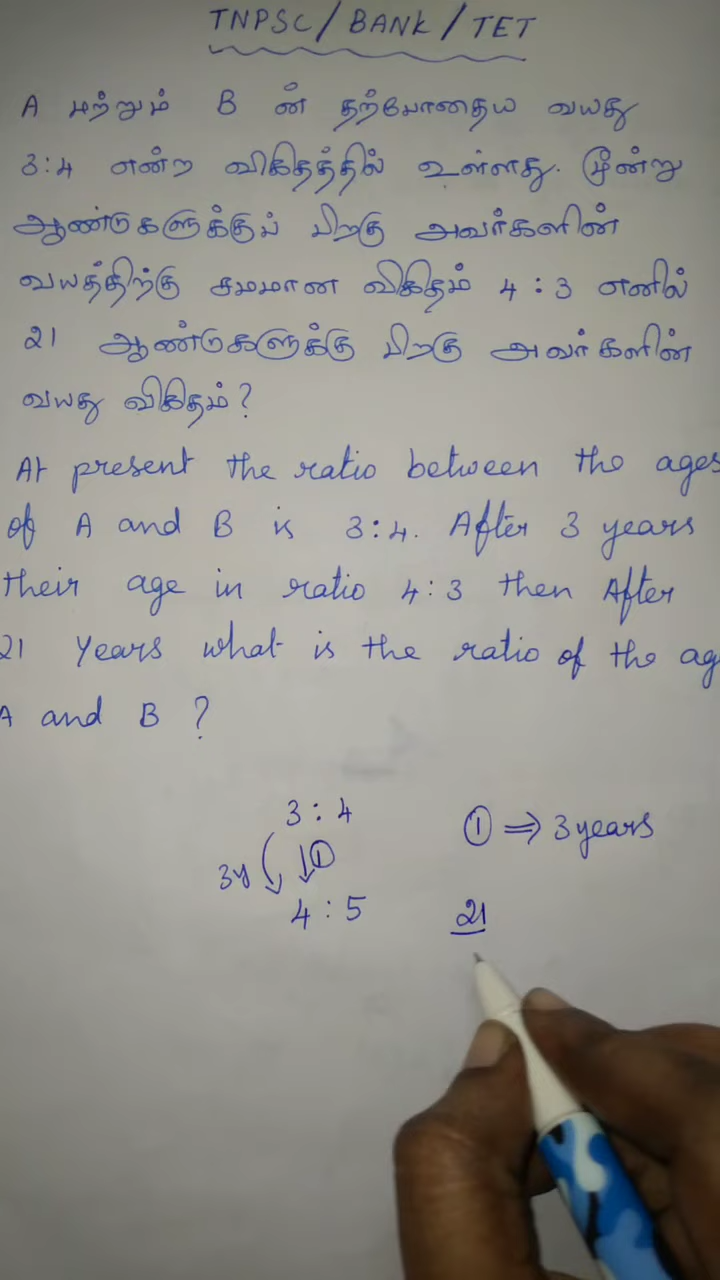 TNPSC / BANK / TET
A மற்றும் B ன் தற்போதைய வயது
3:4 என்ற விகிதத்தில் உள்ளது. மூன்று
ஆண்டுகளுக்குப் பிறகு அவர்களின்
வயத்திற்கு சமமான விகிதம் 4 : 3 எனில்
21 ஆண்டுகளுக்கு பிறகு அவர்களின்
வயது விகிதம்?
At present the ratio between the ages
of A and B is 3:4. After 3 years
their age in ratio 4:3 then After
21 Years what is the ratio of the ag
A and B ?
3 : 4 ① ⇒ 3 years
3y ①
4 : 5 21